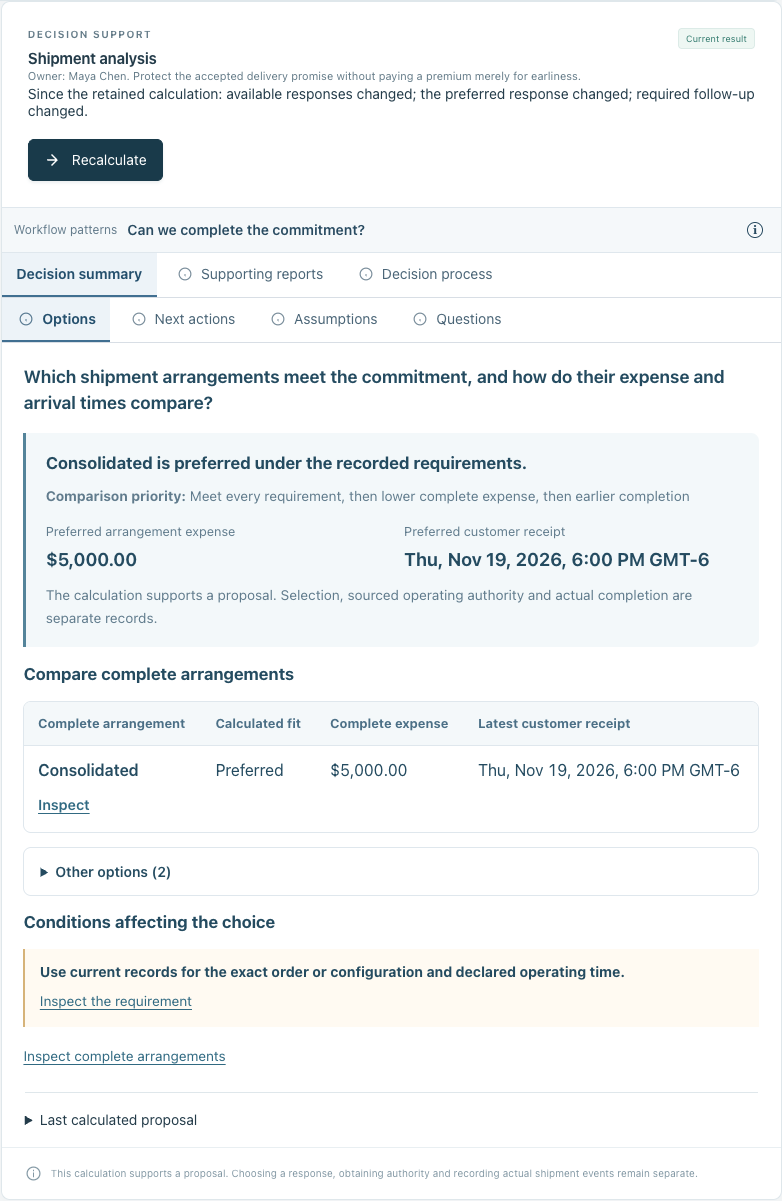 DECISION SUPPORT
Current result
Shipment analysis
Owner: Maya Chen. Protect the accepted delivery promise without paying a premium merely for earliness.
Since the retained calculation: available responses changed; the preferred response changed; required follow-up
changed.
Recalculate
Workflow patterns Can we complete the commitment?
Decision summary Supporting reports Decision process
Options Next actions Assumptions Questions
Which shipment arrangements meet the commitment, and how do their expense and
arrival times compare?
Consolidated is preferred under the recorded requirements.
Comparison priority: Meet every requirement, then lower complete expense, then earlier completion
Preferred arrangement expense Preferred customer receipt
$5,000.00 Thu, Nov 19, 2026, 6:00 PM GMT-6
The calculation supports a proposal. Selection, sourced operating authority and actual completion are
separate records.
Compare complete arrangements
Complete arrangement Calculated fit Complete expense Latest customer receipt
Consolidated Preferred $5,000.00 Thu, Nov 19, 2026, 6:00 PM GMT-6
Inspect
Other options (2)
Conditions affecting the choice
Use current records for the exact order or configuration and declared operating time.
Inspect the requirement
Inspect complete arrangements
Last calculated proposal
This calculation supports a proposal. Choosing a response, obtaining authority and recording actual shipment events remain separate.